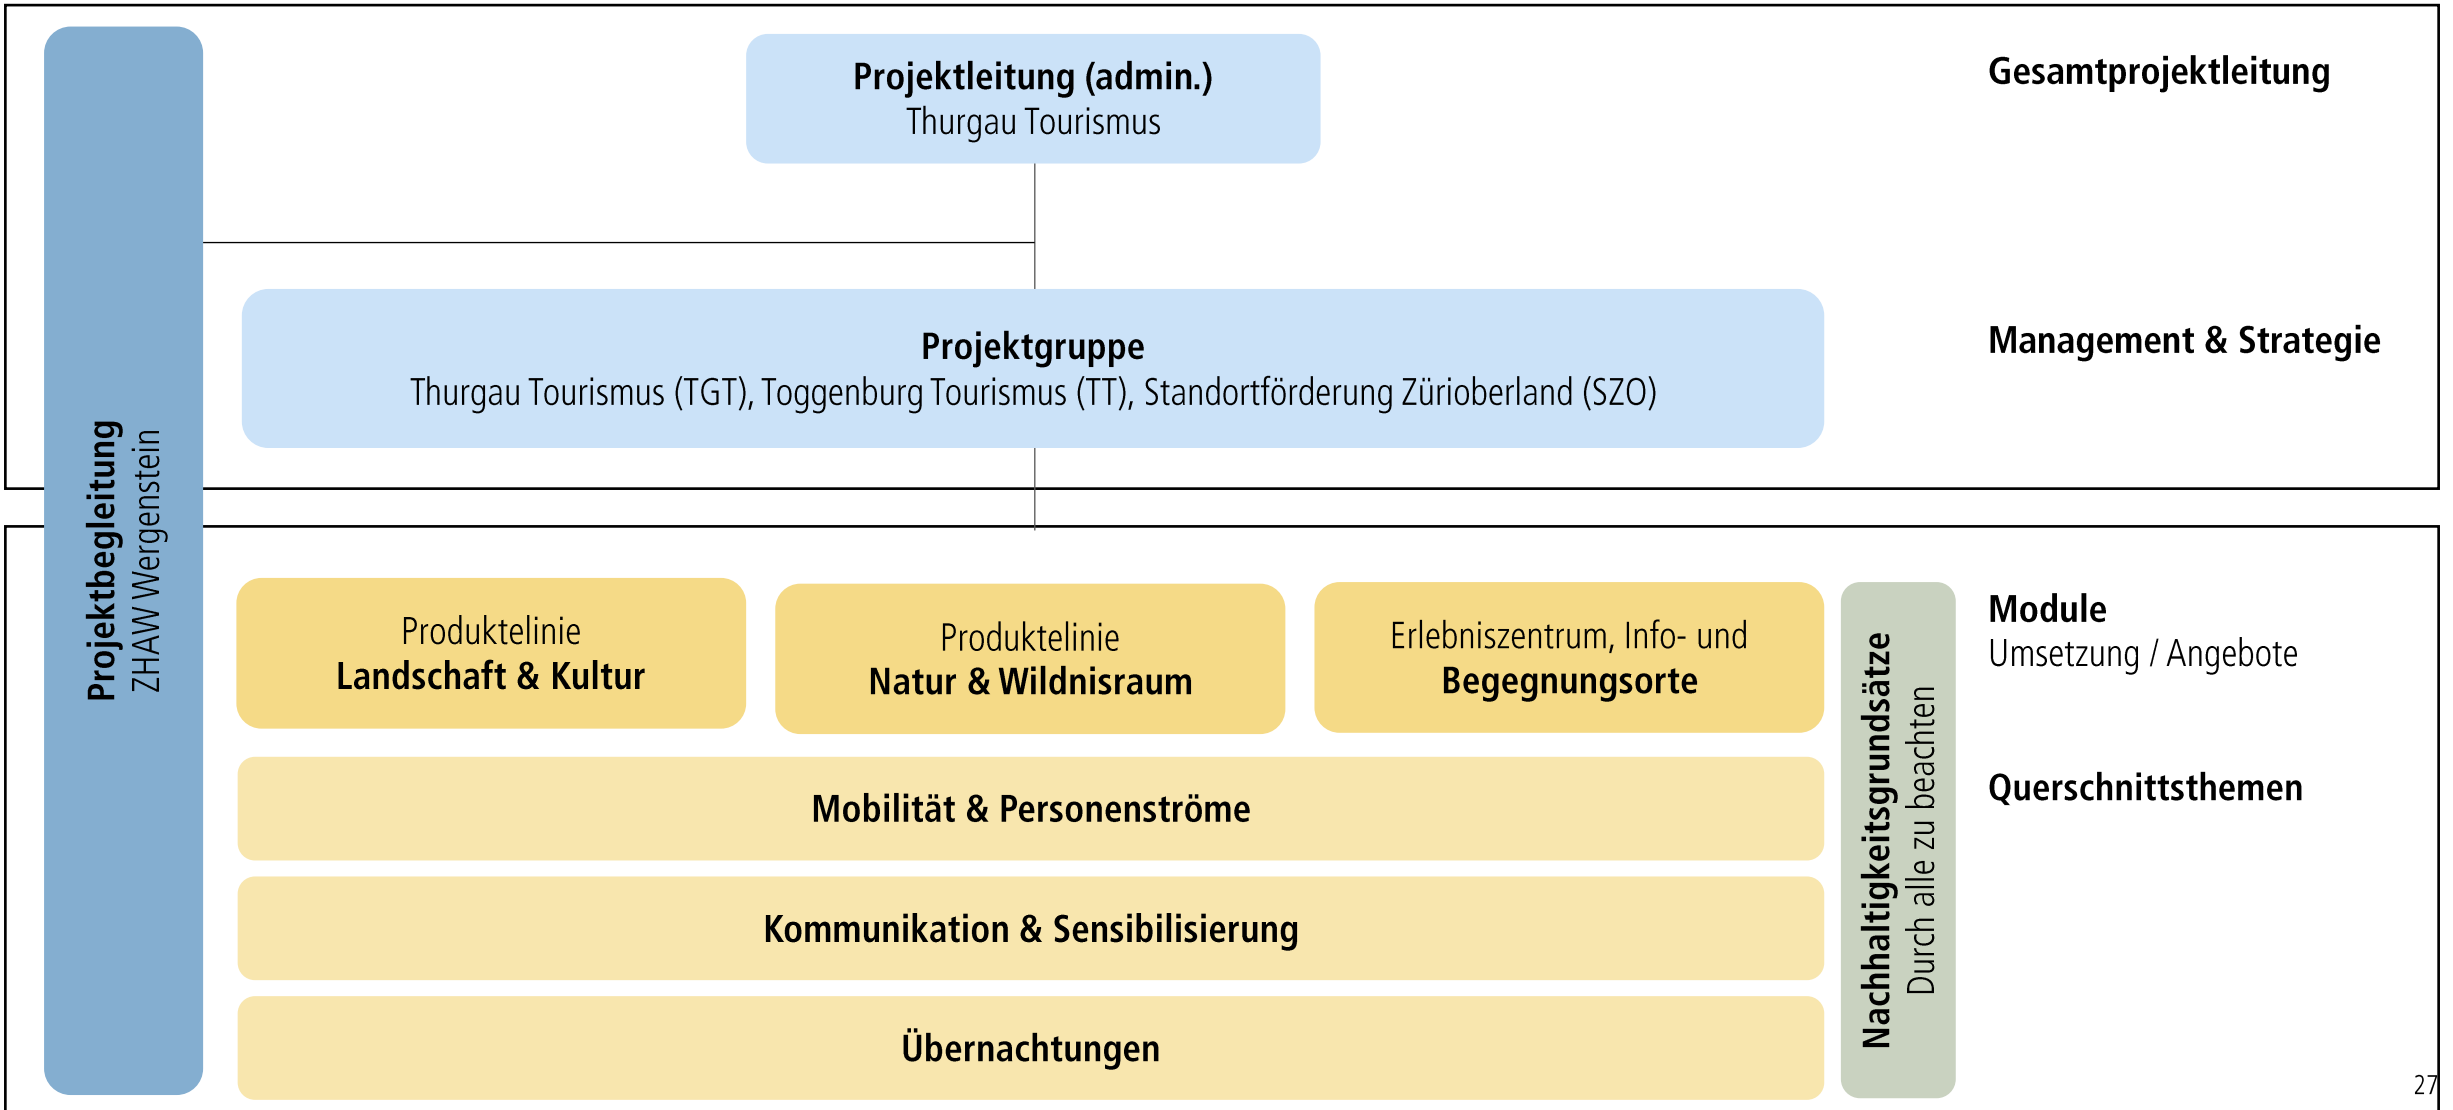 Projektleitung (admin.)
Thurgau Tourismus
Gesamtprojektleitung
Projektgruppe
Thurgau Tourismus (TGT), Toggenburg Tourismus (TT), Standortförderung Zürioberland (SZO)
Management & Strategie
Projektbegleitung
ZHAW Wergenstein
Produktelinie
Landschaft & Kultur
Produktelinie
Natur & Wildnisraum
Erlebniszentrum, Info- und
Begegnungsorte
Nachhaltigkeitsgrundsätze
Durch alle zu beachten
Module
Umsetzung / Angebote
Mobilität & Personenströme
Querschnittsthemen
Kommunikation & Sensibilisierung
Übernachtungen
27